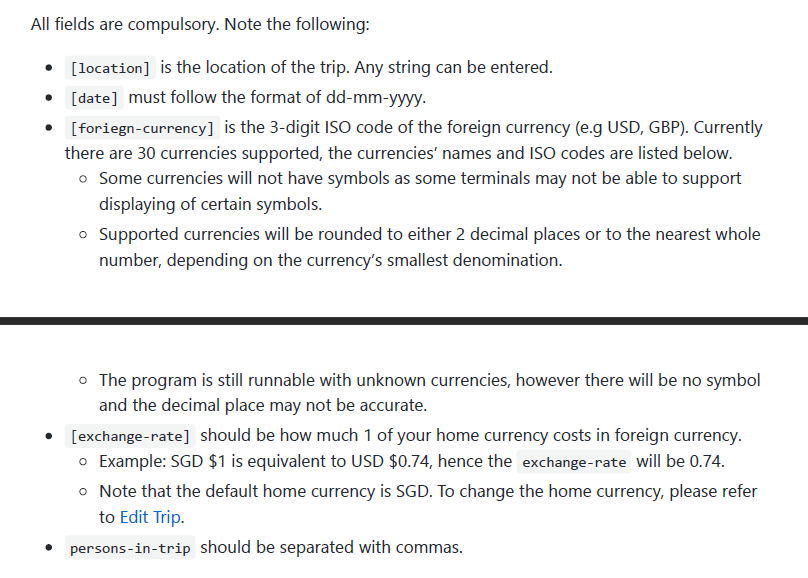 All fields are compulsory. Note the following:
• [location] is the location of the trip. Any string can be entered.
• [date] must follow the format of dd-mm-yyyy.
• [foriegn-currency] is the 3-digit ISO code of the foreign currency (e.g USD, GBP). Currently
there are 30 currencies supported, the currencies’ names and ISO codes are listed below.
○ Some currencies will not have symbols as some terminals may not be able to support
displaying of certain symbols.
○ Supported currencies will be rounded to either 2 decimal places or to the nearest whole
number, depending on the currency’s smallest denomination.
○ The program is still runnable with unknown currencies, however there will be no symbol
and the decimal place may not be accurate.
• [exchange-rate] should be how much 1 of your home currency costs in foreign currency.
○ Example: SGD $1 is equivalent to USD $0.74, hence the exchange-rate will be 0.74.
○ Note that the default home currency is SGD. To change the home currency, please refer
to Edit Trip.
• persons-in-trip should be separated with commas.